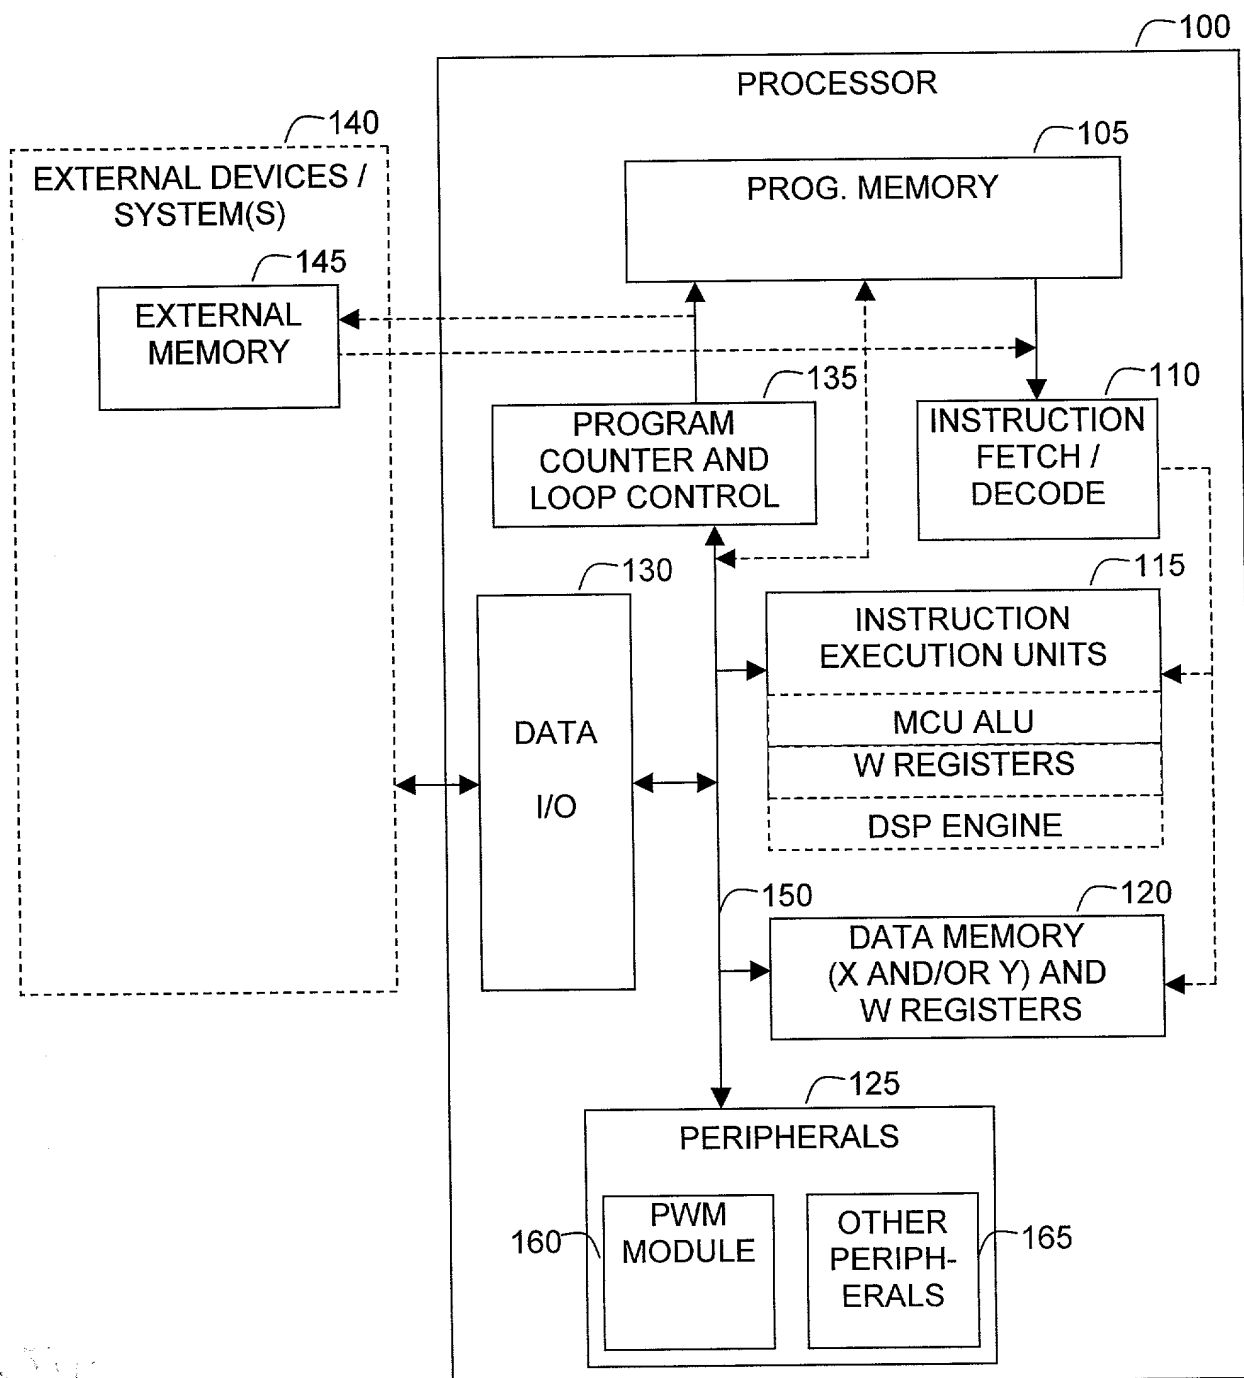 100
PROCESSOR
140
EXTERNAL DEVICES /
SYSTEM(S)
105
PROG. MEMORY
145
EXTERNAL
MEMORY
135
PROGRAM
COUNTER AND
LOOP CONTROL
110
INSTRUCTION
FETCH /
DECODE
130
DATA
I/O
115
INSTRUCTION
EXECUTION UNITS
MCU ALU
W REGISTERS
DSP ENGINE
150
120
DATA MEMORY
(X AND/OR Y) AND
W REGISTERS
125
PERIPHERALS
160
PWM
MODULE
OTHER
PERIPH-
ERALS
165